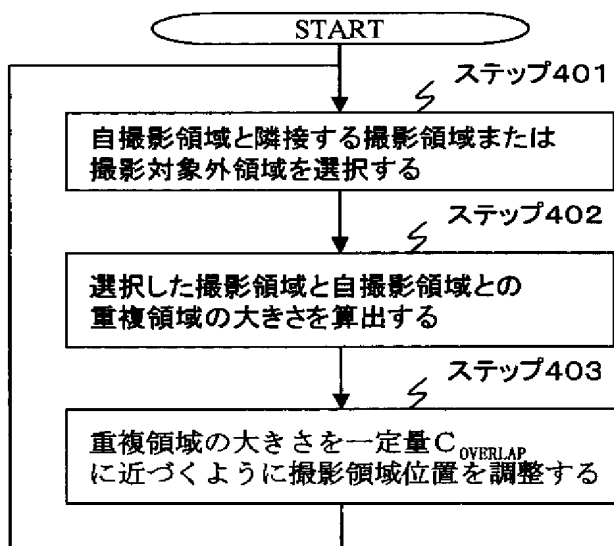 START
ステップ401
自撮影領域と隣接する撮影領域または
撮影対象外領域を選択する
ステップ402
選択した撮影領域と自撮影領域との
重複領域の大きさを算出する
ステップ403
重複領域の大きさを一定量C_OVERLAP
に近づくように撮影領域位置を調整する